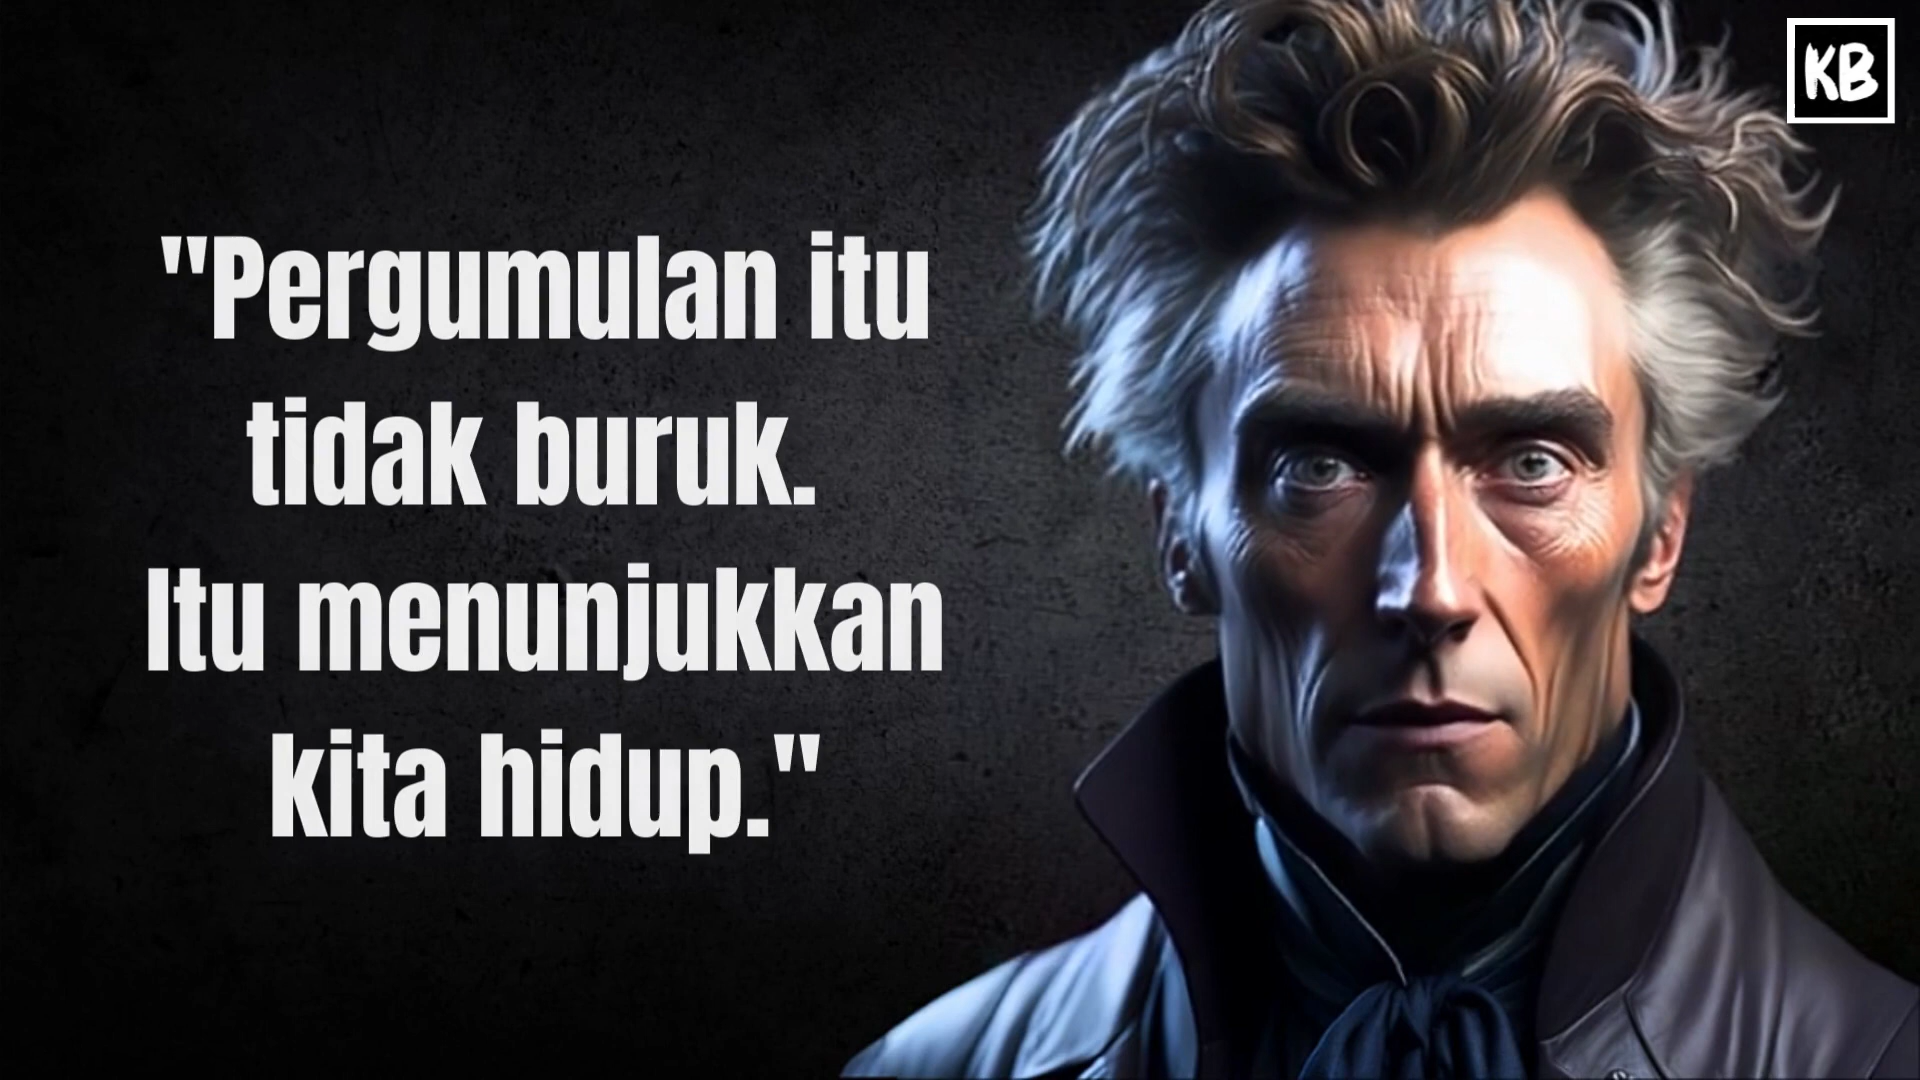 KB
"Pergumulan itu
tidak buruk.
Itu menunjukkan
kita hidup."